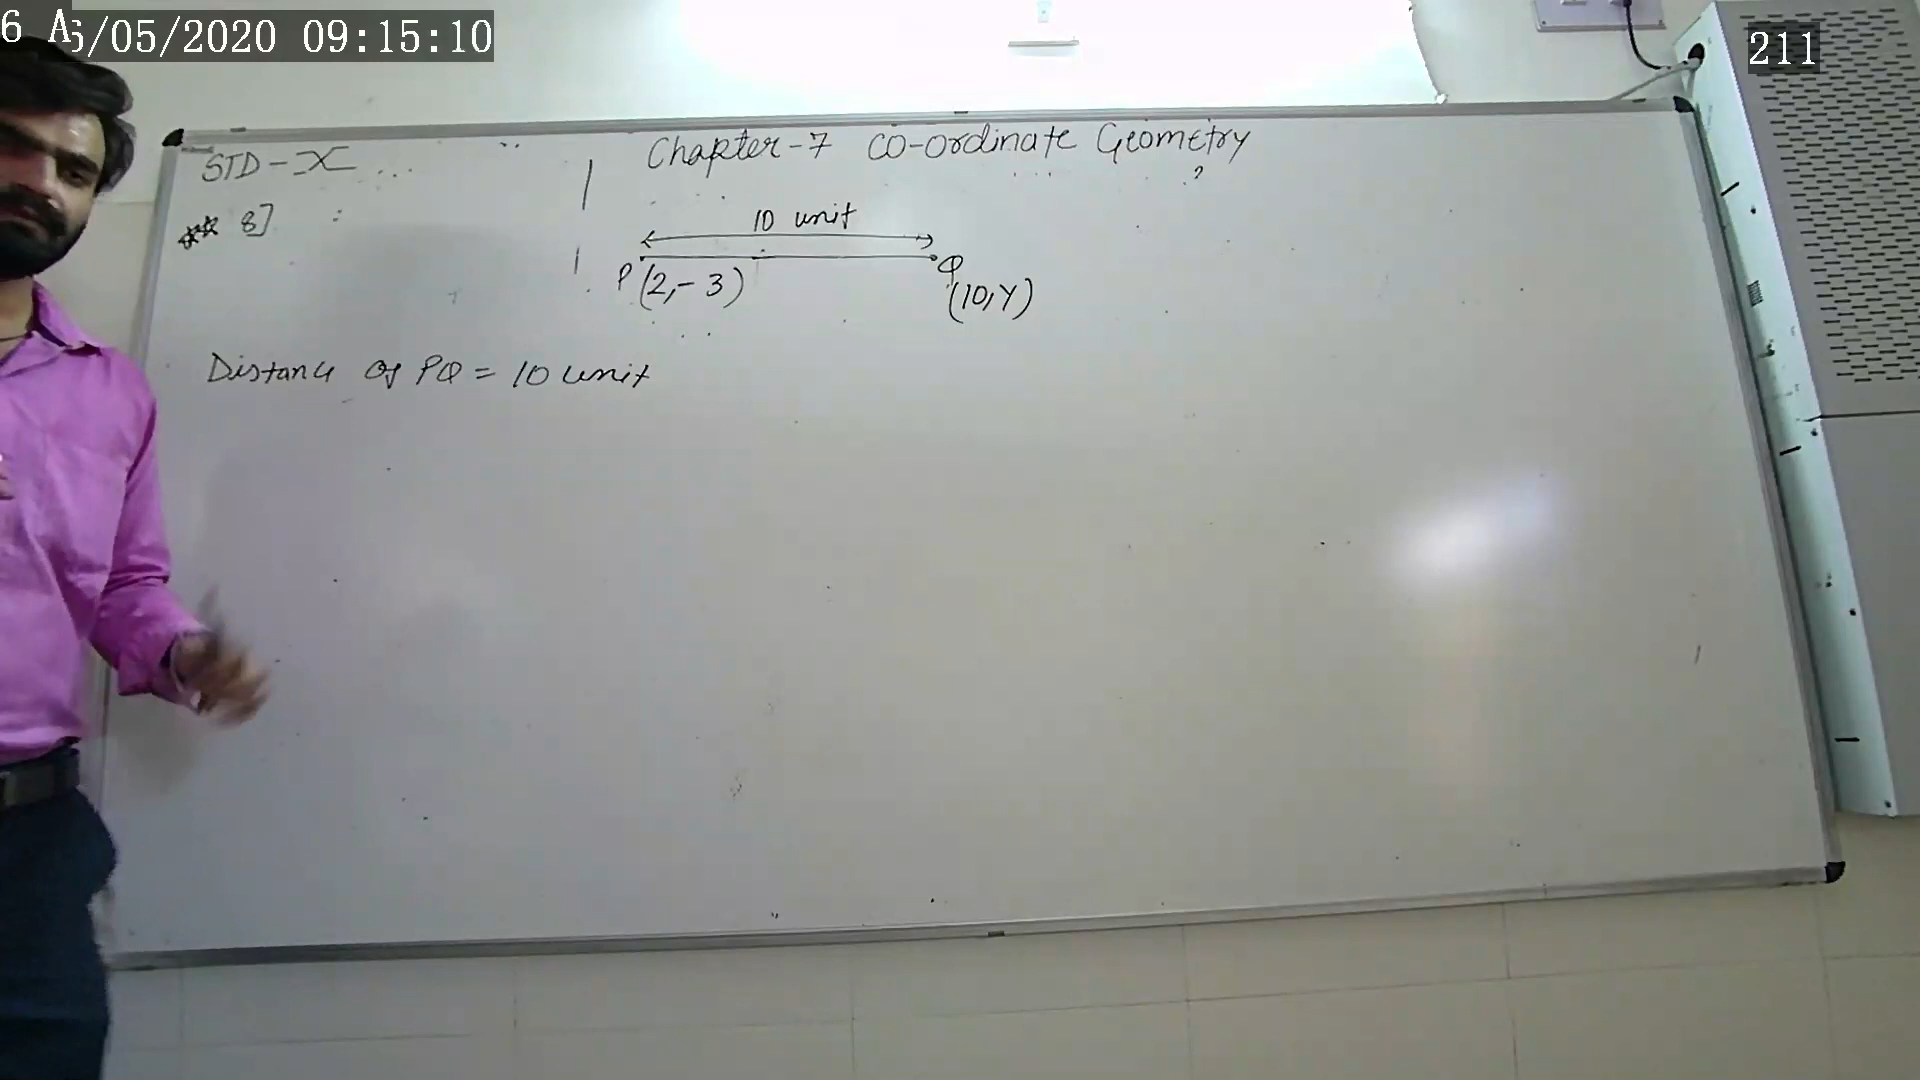 6 A5/05/2020 09:15:10
211
STD-X
Chapter-7 CO-Ordinate Geometry
** 8]
10 unit
P (2,-3)
Q (10,Y)
Distance of PQ = 10 unit